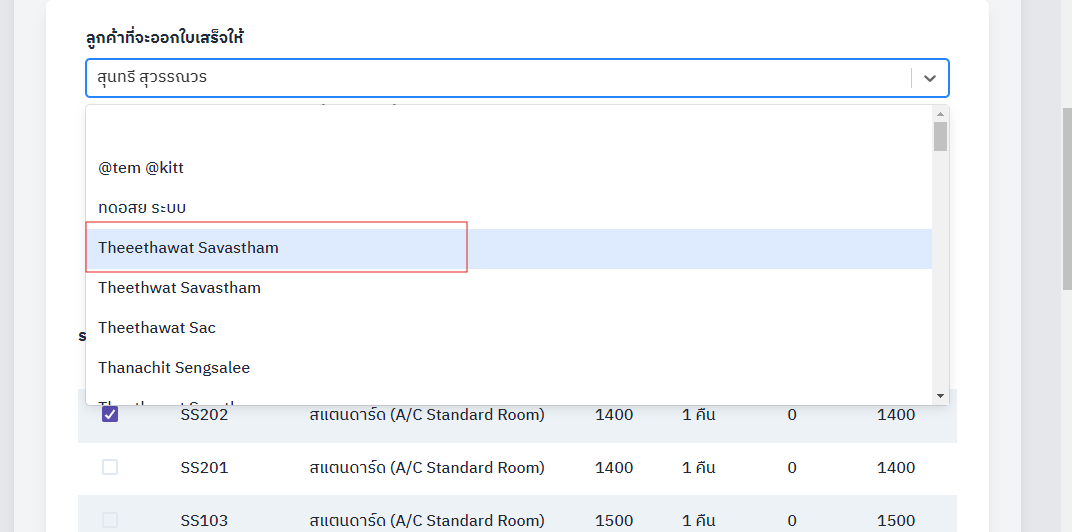 ลูกค้าที่จะออกใบเสร็จให้
สุนทรี สุวรรณวร
@tem @kitt
ทดอสย ระบบ
Theeethawat Savastham
Theethwat Savastham
Theethawat Sac
Thanachit Sengsalee
SS202 สแตนดาร์ด (A/C Standard Room) 1400 1 คืน 0 1400
SS201 สแตนดาร์ด (A/C Standard Room) 1400 1 คืน 0 1400
SS103 สแตนดาร์ด (A/C Standard Room) 1500 1 คืน 0 1500